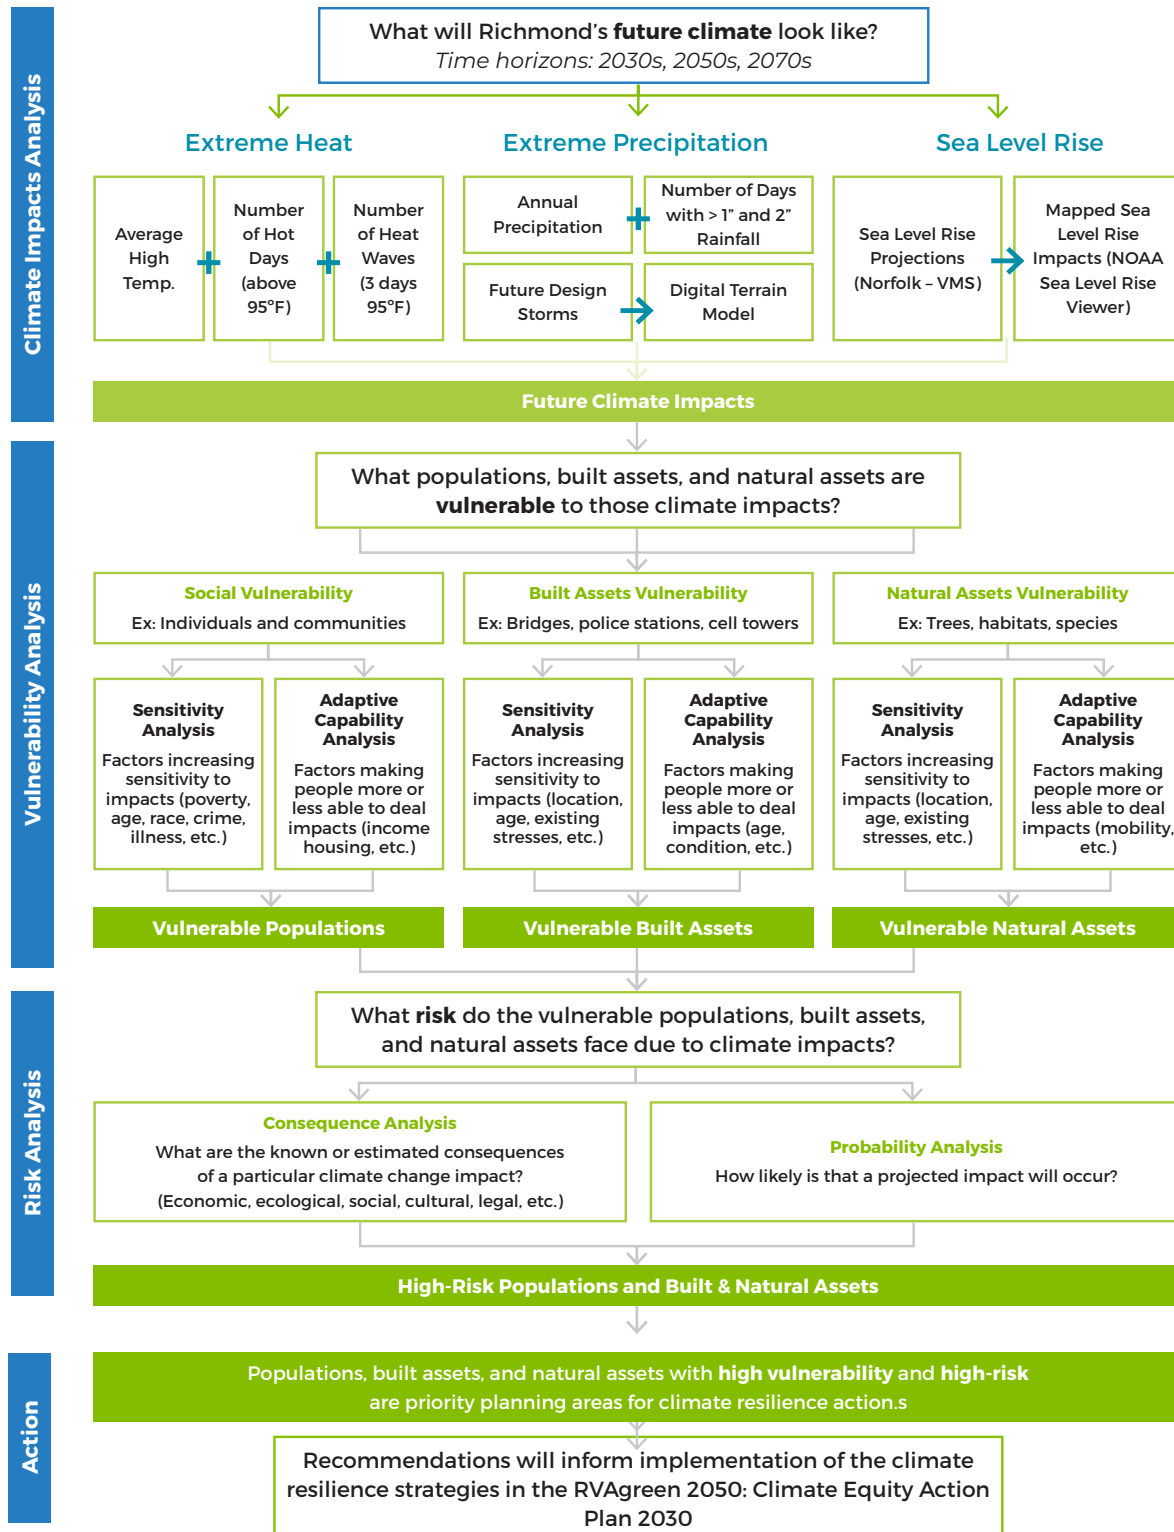 Climate Impacts Analysis
What will Richmond's future climate look like?
Time horizons: 2030s, 2050s, 2070s
Extreme Heat
Average
High
Temp.
+
Number
of Hot
Days
(above
95°F)
+
Number
of Heat
Waves
(3 days
95°F)
Extreme Precipitation
Annual
Precipitation
+
Number of Days
with > 1" and 2"
Rainfall
Future Design
Storms
Digital Terrain
Model
Sea Level Rise
Sea Level Rise
Projections
(Norfolk – VMS)
Mapped Sea
Level Rise
Impacts (NOAA
Sea Level Rise
Viewer)
Future Climate Impacts
Vulnerability Analysis
What populations, built assets, and natural assets are
vulnerable to those climate impacts?
Social Vulnerability
Ex: Individuals and communities
Sensitivity
Analysis
Factors increasing
sensitivity to
impacts (poverty,
age, race, crime,
illness, etc.)
Adaptive
Capability
Analysis
Factors making
people more or
less able to deal
impacts (income
housing, etc.)
Vulnerable Populations
Built Assets Vulnerability
Ex: Bridges, police stations, cell towers
Sensitivity
Analysis
Factors increasing
sensitivity to
impacts (location,
age, existing
stresses, etc.)
Adaptive
Capability
Analysis
Factors making
people more or
less able to deal
impacts (age,
condition, etc.)
Vulnerable Built Assets
Natural Assets Vulnerability
Ex: Trees, habitats, species
Sensitivity
Analysis
Factors increasing
sensitivity to
impacts (location,
age, existing
stresses, etc.)
Adaptive
Capability
Analysis
Factors making
people more or
less able to deal
impacts (mobility,
etc.)
Vulnerable Natural Assets
Risk Analysis
What risk do the vulnerable populations, built assets,
and natural assets face due to climate impacts?
Consequence Analysis
What are the known or estimated consequences
of a particular climate change impact?
(Economic, ecological, social, cultural, legal, etc.)
Probability Analysis
How likely is that a projected impact will occur?
High-Risk Populations and Built & Natural Assets
Action
Populations, built assets, and natural assets with high vulnerability and high-risk
are priority planning areas for climate resilience action.s
Recommendations will inform implementation of the climate
resilience strategies in the RVAgreen 2050: Climate Equity Action
Plan 2030